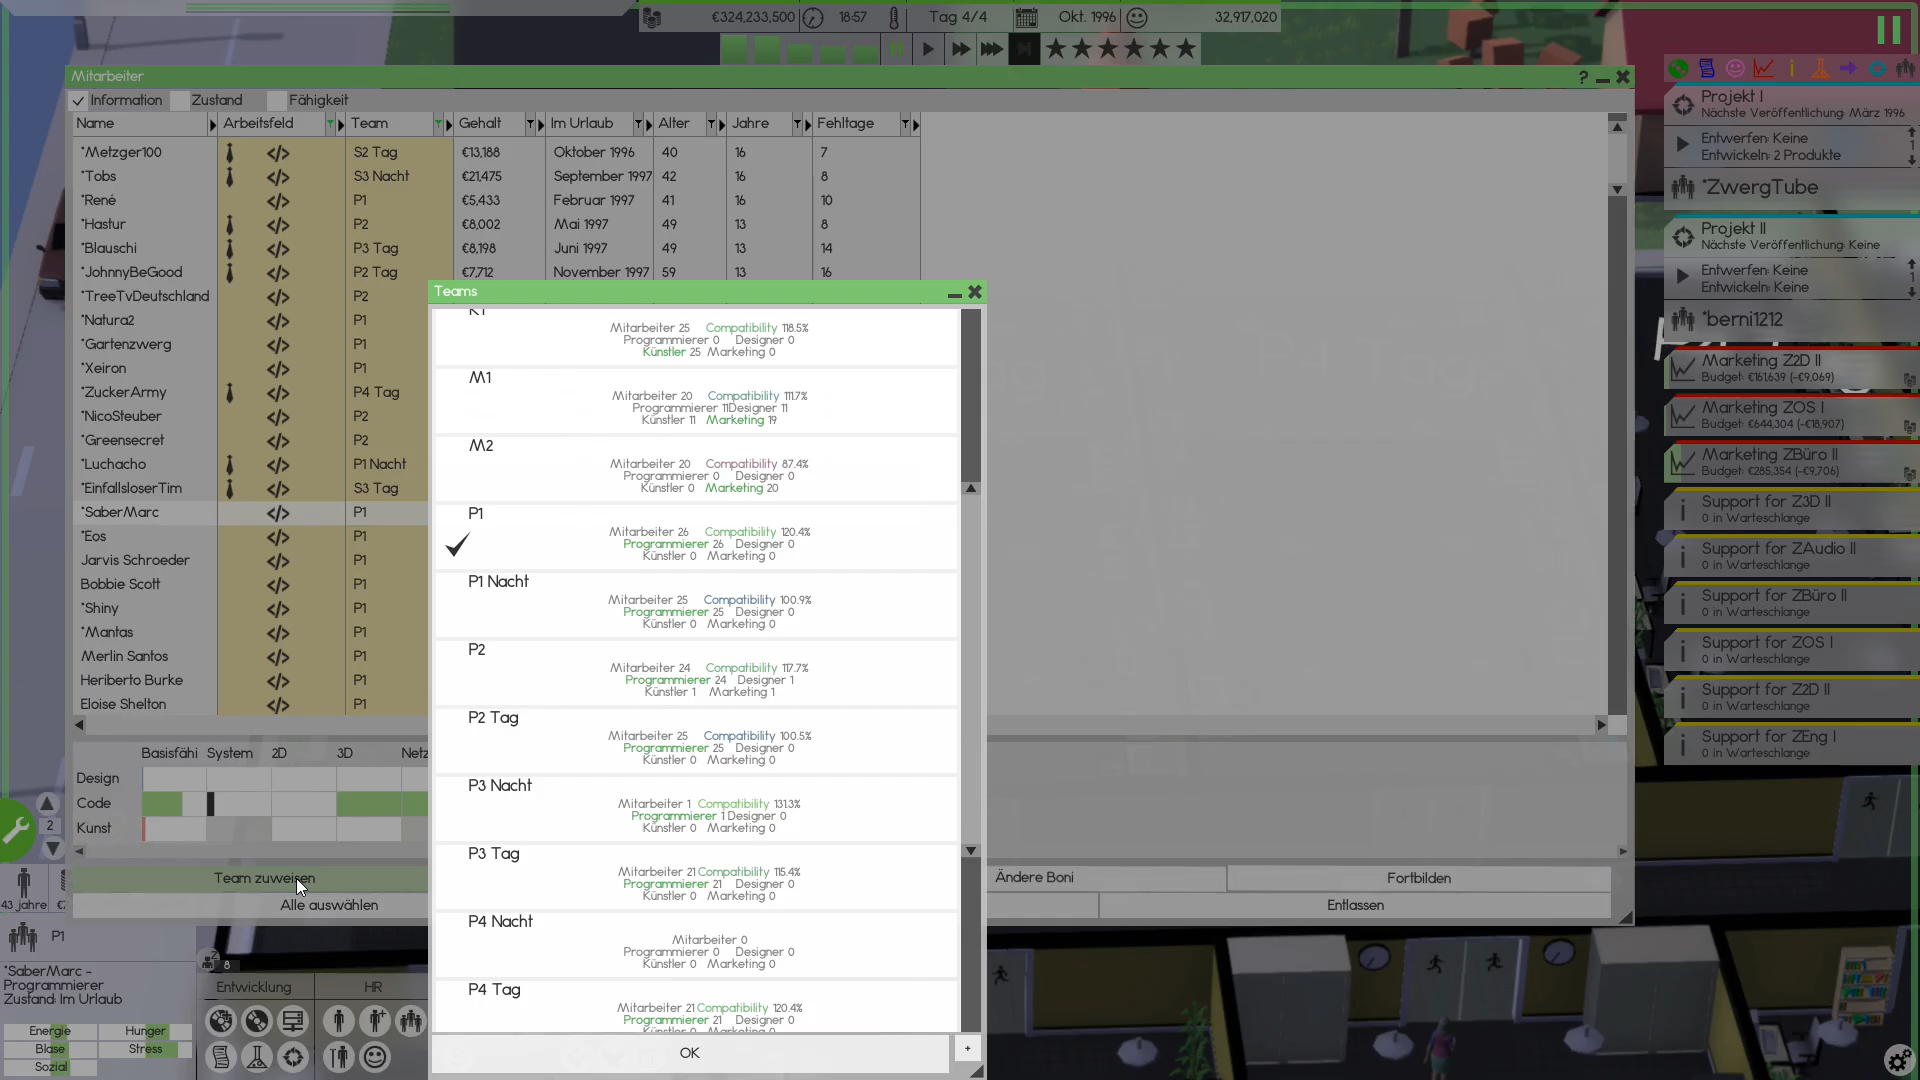 €324,233,500
18:57
Tag 4/4
Okt. 1996
32,917,020
Mitarbeiter
?
Information Zustand Fähigkeit
Name Arbeitsfeld Team Gehalt Im Urlaub Alter Jahre Fehltage
*Metzger100 </> S2 Tag €13,188 Oktober 1996 40 16 7
*Tobs </> S3 Nacht €21,475 September 1997 42 16 8
*René </> P1 €5,433 Februar 1997 41 16 10
*Hastur </> P2 €8,002 Mai 1997 49 13 8
*Blauschi </> P3 Tag €8,198 Juni 1997 49 13 14
*JohnnyBeGood </> P2 Tag €7,712 November 1997 59 13 16
*TreeTvDeutschland </> P2
*Natura2 </> P1
*Gartenzwerg </> P1
*Xeiron </> P1
*ZuckerArmy </> P4 Tag
*NicoSteuber </> P2
*Greensecret </> P2
*Luchacho </> P1 Nacht
*EinfallsloserTim </> S3 Tag
*SaberMarc </> P1
*Eos </> P1
Jarvis Schroeder </> P1
Bobbie Scott </> P1
*Shiny </> P1
*Mantas </> P1
Merlin Santos </> P1
Heriberto Burke </> P1
Eloise Shelton </> P1
Basisfähi System 2D 3D Netz
Design
Code
Kunst
Team zuweisen
Alle auswählen
Ändere Boni
Fortbilden
Entlassen
Teams
K1
Mitarbeiter 25 Compatibility 118.5%
Programmierer 0 Designer 0
Künstler 25 Marketing 0
M1
Mitarbeiter 20 Compatibility 111.7%
Programmierer 11 Designer 11
Künstler 11 Marketing 19
M2
Mitarbeiter 20 Compatibility 87.4%
Programmierer 0 Designer 0
Künstler 0 Marketing 20
P1
Mitarbeiter 26 Compatibility 120.4%
Programmierer 26 Designer 0
Künstler 0 Marketing 0
P1 Nacht
Mitarbeiter 25 Compatibility 100.9%
Programmierer 25 Designer 0
Künstler 0 Marketing 0
P2
Mitarbeiter 24 Compatibility 117.7%
Programmierer 24 Designer 1
Künstler 1 Marketing 1
P2 Tag
Mitarbeiter 25 Compatibility 100.5%
Programmierer 25 Designer 0
Künstler 0 Marketing 0
P3 Nacht
Mitarbeiter 1 Compatibility 131.3%
Programmierer 1 Designer 0
Künstler 0 Marketing 0
P3 Tag
Mitarbeiter 21 Compatibility 115.4%
Programmierer 21 Designer 0
Künstler 0 Marketing 0
P4 Nacht
Mitarbeiter 0
Programmierer 0 Designer 0
Künstler 0 Marketing 0
P4 Tag
Mitarbeiter 21 Compatibility 120.4%
Programmierer 21 Designer 0
Künstler 0 Marketing 0
OK
+
Projekt I
Nächste Veröffentlichung: März 1996
Entwerfen: Keine
1
Entwickeln: 2 Produkte
*ZwergTube
Projekt II
Nächste Veröffentlichung: Keine
Entwerfen: Keine
1
Entwickeln: Keine
*berni1212
Marketing Z2D II
Budget: €161,639 (-€9,069)
Marketing ZOS I
Budget: €644,304 (-€18,907)
Marketing ZBüro II
Budget: €285,354 (-€9,706)
Support for Z3D II
0 in Warteschlange
Support for ZAudio II
0 in Warteschlange
Support for ZBüro II
0 in Warteschlange
Support for ZOS I
0 in Warteschlange
Support for Z2D II
0 in Warteschlange
Support for ZEng I
0 in Warteschlange
2
43 jahre
P1
*SaberMarc -
Programmierer
Zustand: Im Urlaub
Energie Hunger
Blase Stress
Sozial
2
8
Entwicklung HR